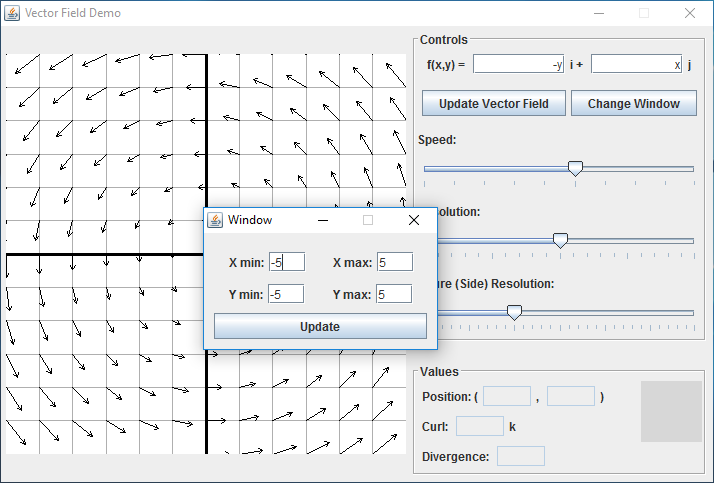 Vector Field Demo
Controls
f(x,y) = -y i + x j
Update Vector Field Change Window
Speed:
olution:
ure (Side) Resolution:
Window
X min: -5 X max: 5
Y min: -5 Y max: 5
Update
Values
Position: ( , )
Curl: k
Divergence: